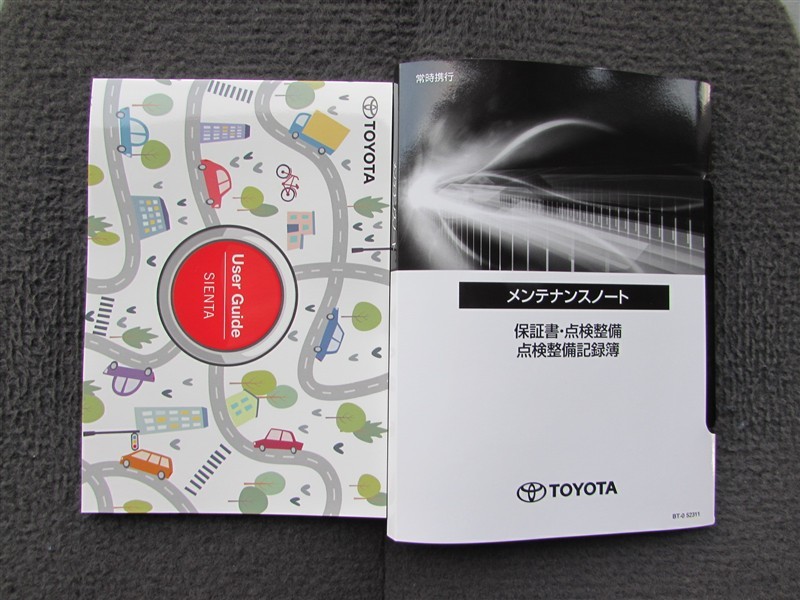 TOYOTA
User Guide
SIENTA
常時携行
メンテナンスノート
保証書・点検整備
点検整備記録簿
TOYOTA
BT-0 52311